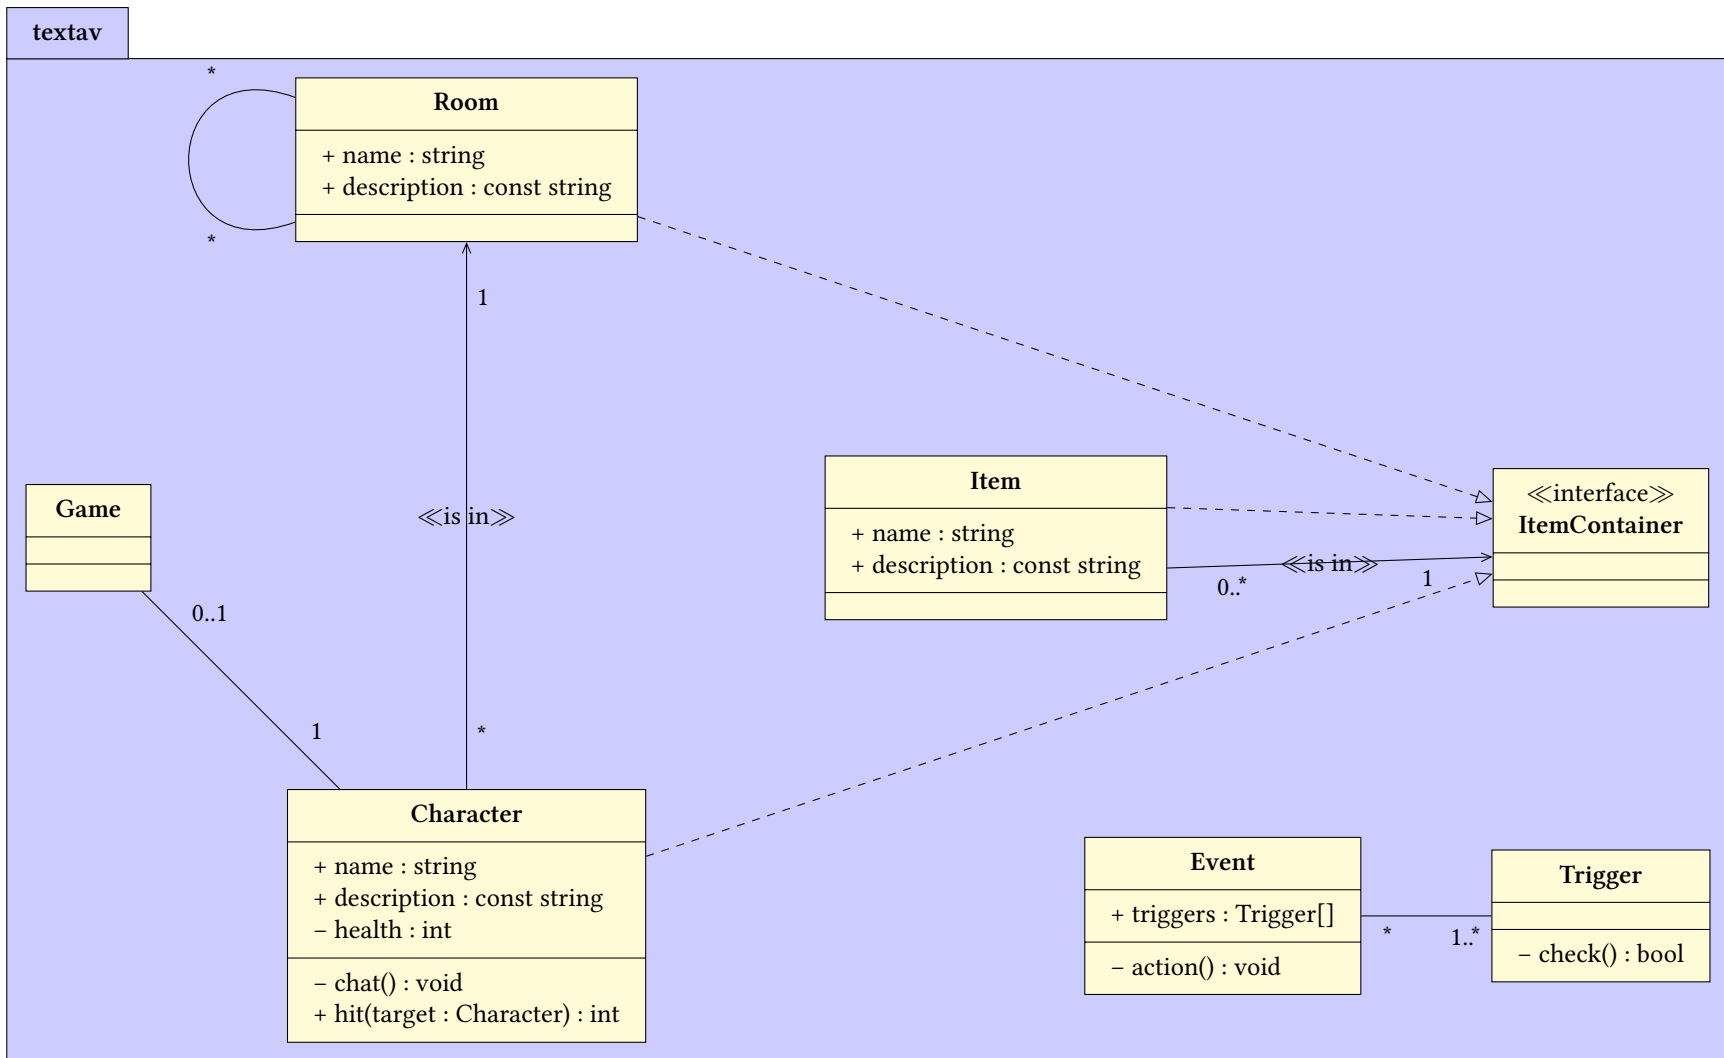 textav
*
*
Room
+ name : string
+ description : const string
1
≪is in≫
*
Game
0..1
1
Item
+ name : string
+ description : const string
0..*
≪is in≫
1
≪interface≫
ItemContainer
Character
+ name : string
+ description : const string
– health : int
– chat() : void
+ hit(target : Character) : int
Event
+ triggers : Trigger[]
– action() : void
*
1..*
Trigger
– check() : bool